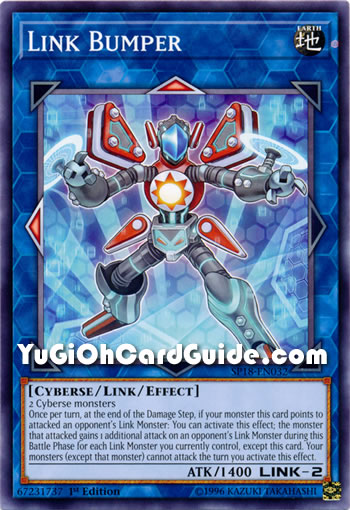 LINK BUMPER
EARTH
地
YuGiOhCardGuides.com
SP18-EN032
[CYBERSE/LINK/EFFECT]
2 Cyberse monsters
Once per turn, at the end of the Damage Step, if your monster this card points to
attacked an opponent's Link Monster: You can activate this effect; the monster
that attacked gains 1 additional attack on an opponent's Link Monster during this
Battle Phase for each Link Monster you currently control, except this card. Your
monsters (except that monster) cannot attack the turn you activate this effect.
ATK/1400 LINK-2
67231737 1st Edition ©1996 KAZUKI TAKAHASHI